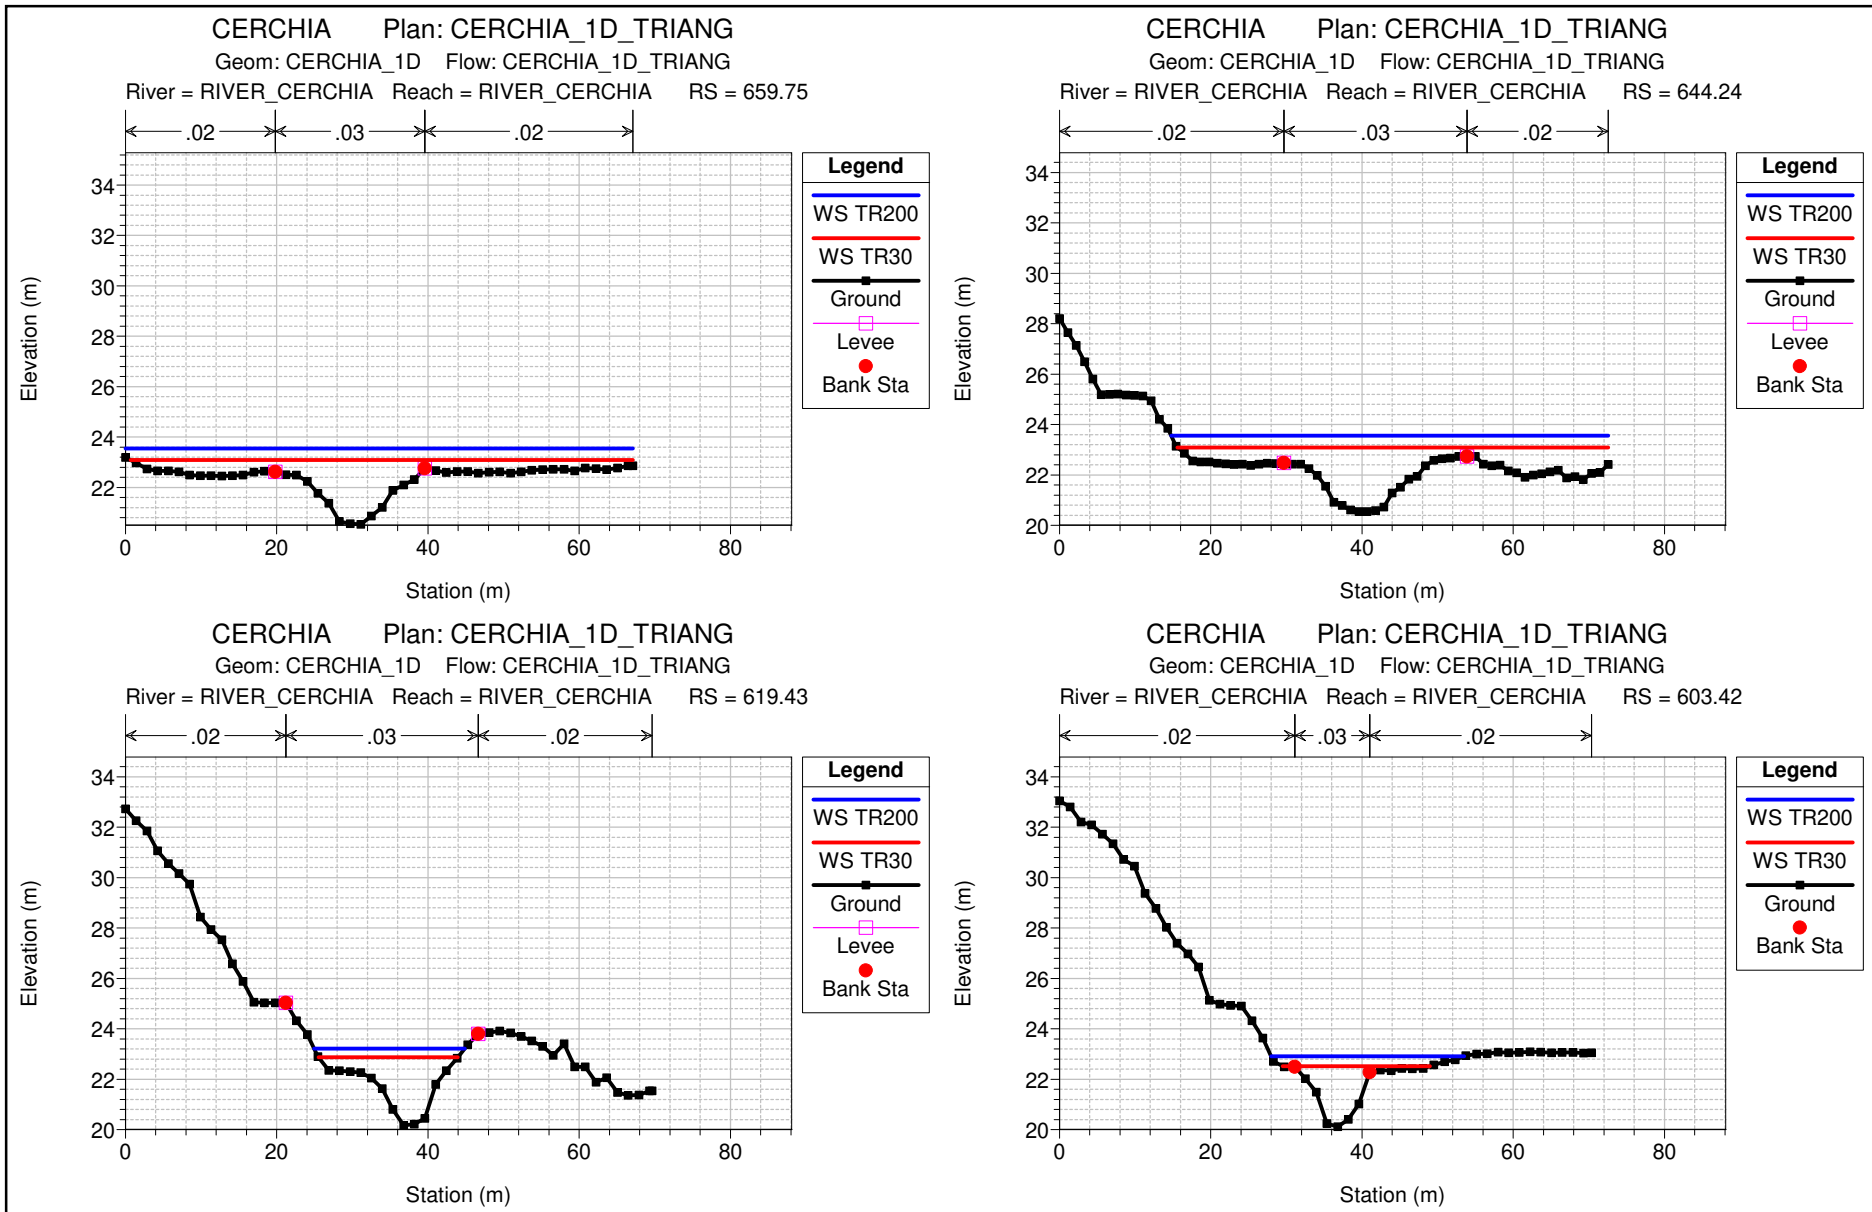 CERCHIA Plan: CERCHIA_1D_TRIANG
Geom: CERCHIA_1D Flow: CERCHIA_1D_TRIANG
River = RIVER_CERCHIA Reach = RIVER_CERCHIA RS = 659.75
.02 .03 .02
34
32
30
28
26
24
22
Elevation (m)
0 20 40 60 80
Station (m)
Legend
WS TR200
WS TR30
Ground
Levee
Bank Sta
CERCHIA Plan: CERCHIA_1D_TRIANG
Geom: CERCHIA_1D Flow: CERCHIA_1D_TRIANG
River = RIVER_CERCHIA Reach = RIVER_CERCHIA RS = 644.24
.02 .03 .02
34
32
30
28
26
24
22
20
Elevation (m)
0 20 40 60 80
Station (m)
Legend
WS TR200
WS TR30
Ground
Levee
Bank Sta
CERCHIA Plan: CERCHIA_1D_TRIANG
Geom: CERCHIA_1D Flow: CERCHIA_1D_TRIANG
River = RIVER_CERCHIA Reach = RIVER_CERCHIA RS = 619.43
.02 .03 .02
34
32
30
28
26
24
22
20
Elevation (m)
0 20 40 60 80
Station (m)
Legend
WS TR200
WS TR30
Ground
Levee
Bank Sta
CERCHIA Plan: CERCHIA_1D_TRIANG
Geom: CERCHIA_1D Flow: CERCHIA_1D_TRIANG
River = RIVER_CERCHIA Reach = RIVER_CERCHIA RS = 603.42
.02 .03 .02
34
32
30
28
26
24
22
20
Elevation (m)
0 20 40 60 80
Station (m)
Legend
WS TR200
WS TR30
Ground
Bank Sta